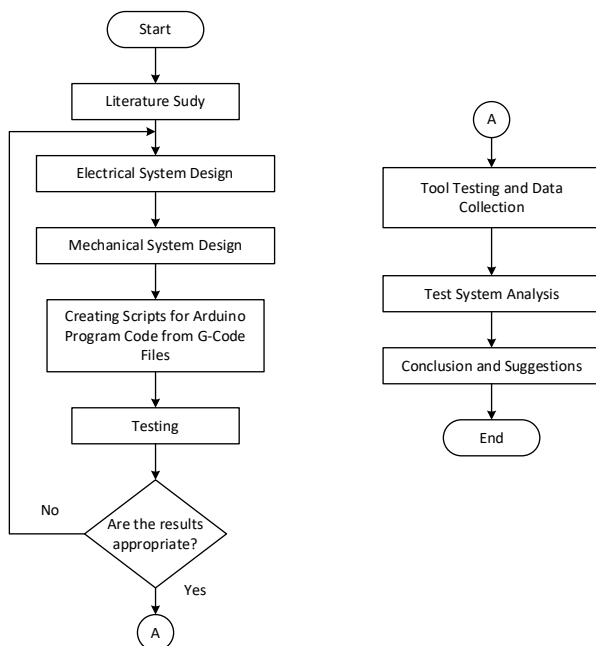 Start
Literature Sudy
Electrical System Design
Mechanical System Design
Creating Scripts for Arduino
Program Code from G-Code
Files
Testing
No
Are the results
appropriate?
Yes
A
A
Tool Testing and Data
Collection
Test System Analysis
Conclusion and Suggestions
End